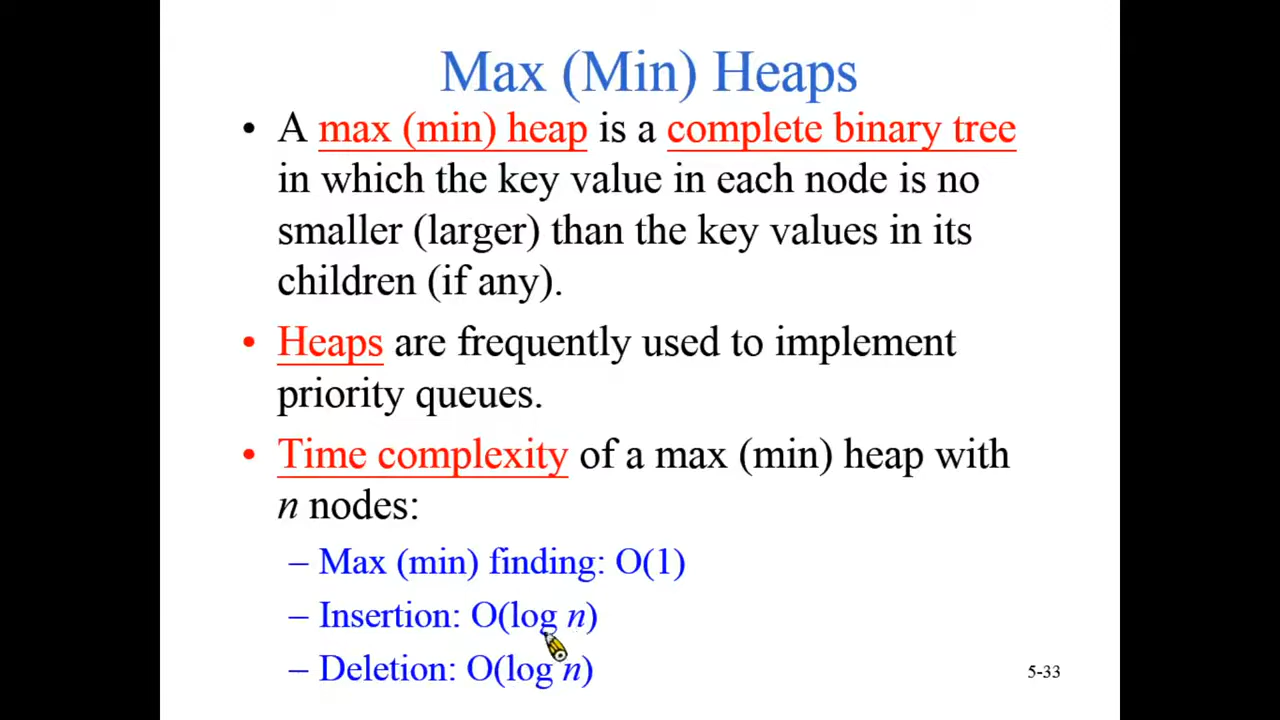 Max (Min) Heaps
• A max (min) heap is a complete binary tree
in which the key value in each node is no
smaller (larger) than the key values in its
children (if any).
• Heaps are frequently used to implement
priority queues.
• Time complexity of a max (min) heap with
n nodes:
– Max (min) finding: O(1)
– Insertion: O(log n)
– Deletion: O(log n)
5-33